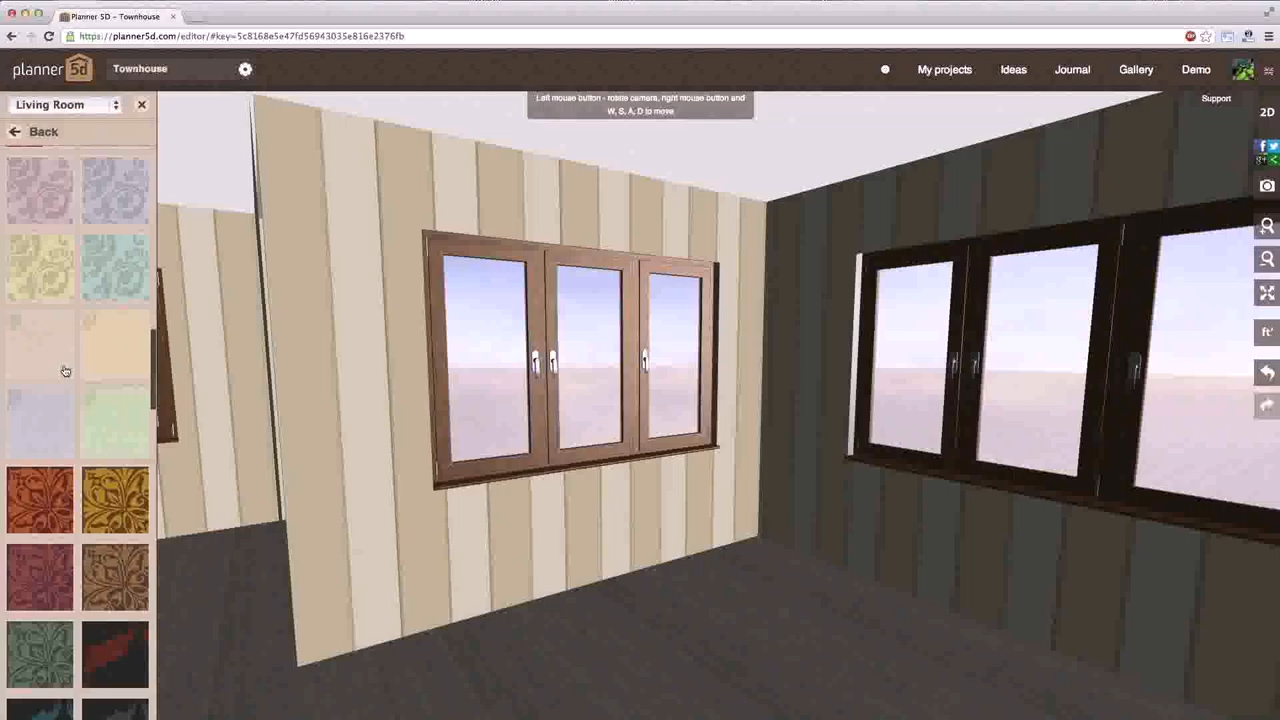 Planner 5D - Townhouse
https://planner5d.com/editor/#key=5c8168e5e47fd56943035e816e2376fb
planner 5d
Townhouse
My projects
Ideas
Journal
Gallery
Demo
Living Room
Left mouse button - rotate camera, right mouse button and
W, S, A, D to move
Support
2D
Back
ft'